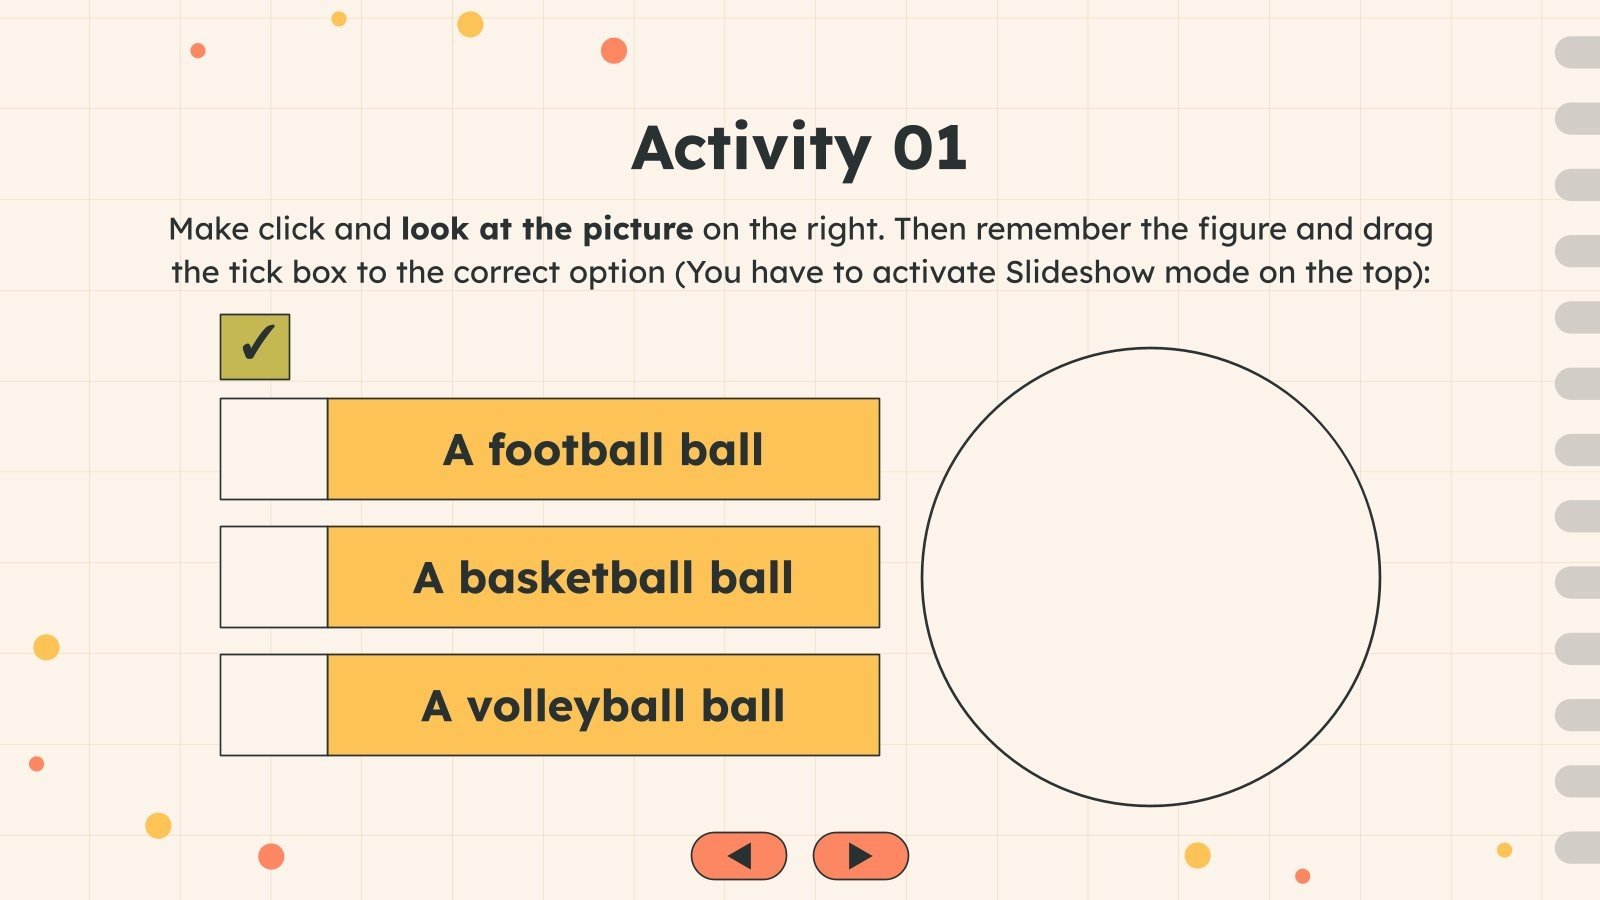 Activity 01
Make click and look at the picture on the right. Then remember the figure and drag
the tick box to the correct option (You have to activate Slideshow mode on the top):
✓
A football ball
A basketball ball
A volleyball ball